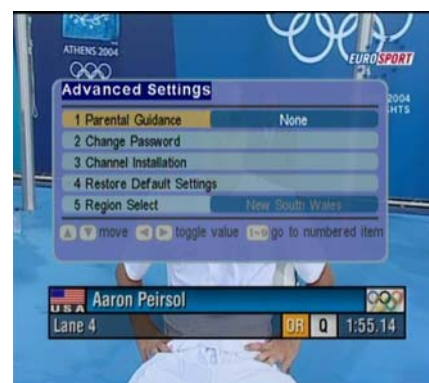 ATHENS 2004
EUROSPORT
Advanced Settings
2004
HTS
1 Parental Guidance None
2 Change Password
3 Channel Installation
4 Restore Default Settings
5 Region Select New South Wales
move toggle value 1~9 go to numbered item
USA Aaron Peirsol
Lane 4 OR Q 1:55.14